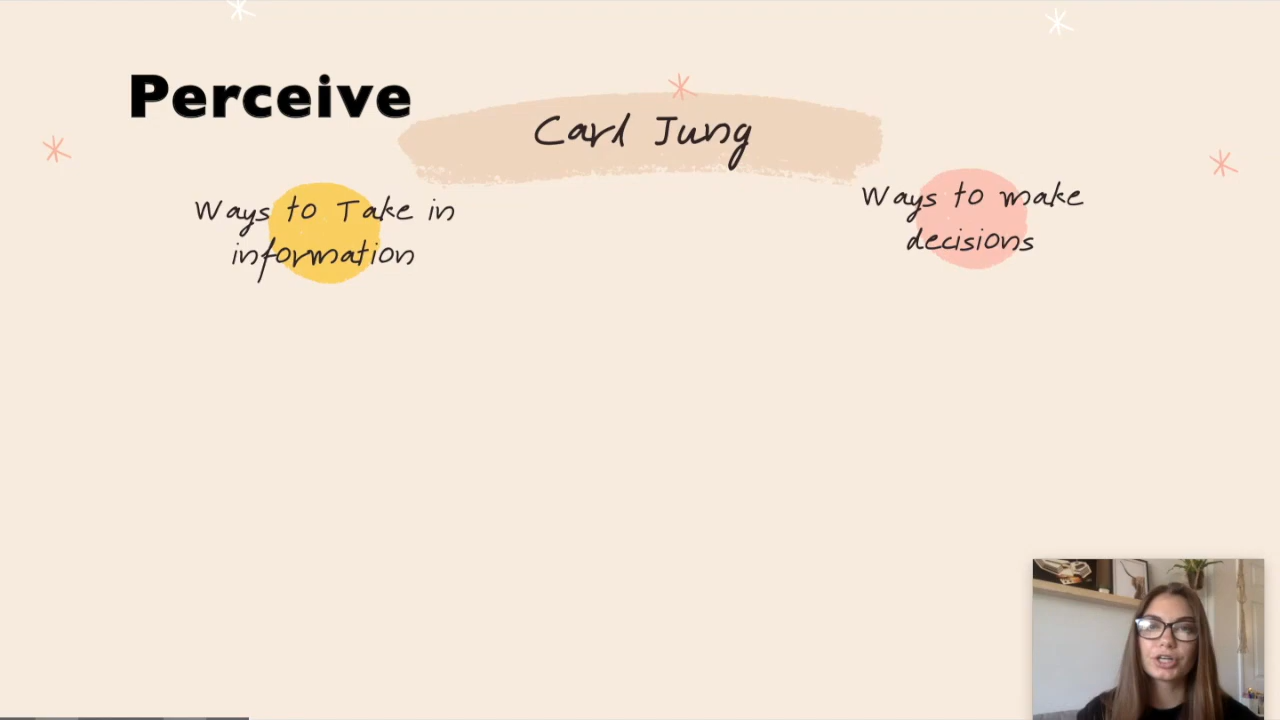 Perceive
Carl Jung
Ways to Take in
information
Ways to make
decisions